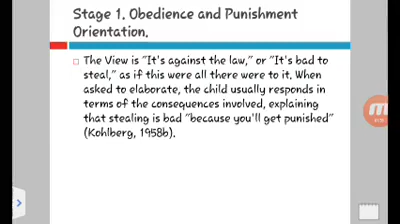 Stage 1. Obedience and Punishment
Orientation.
The View is "It's against the law," or "It's bad to
steal," as if this were all there were to it. When
asked to elaborate, the child usually responds in
terms of the consequences involved, explaining
that stealing is bad "because you'll get punished"
(Kohlberg, 1958b).